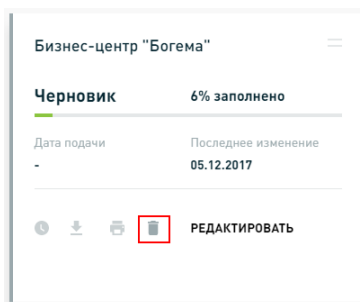 Бизнес-центр "Богема"
Черновик 6% заполнено
Дата подачи Последнее изменение
- 05.12.2017
РЕДАКТИРОВАТЬ